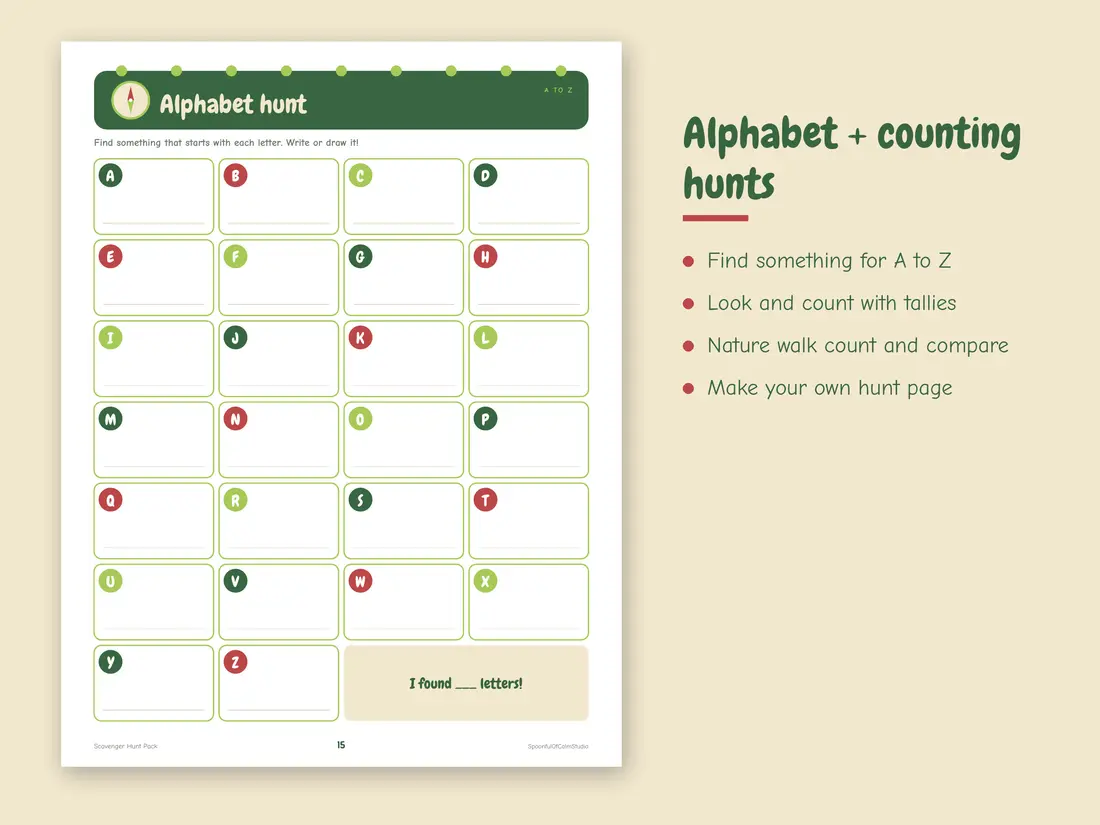 Alphabet hunt
A TO Z
Find something that starts with each letter. Write or draw it!
A
B
C
D
E
F
G
H
I
J
K
L
M
N
O
P
Q
R
S
T
U
V
W
X
Y
Z
I found ___ letters!
Scavenger Hunt Pack
15
SpoonfulOfCalmStudio
Alphabet + counting
hunts
Find something for A to Z
Look and count with tallies
Nature walk count and compare
Make your own hunt page